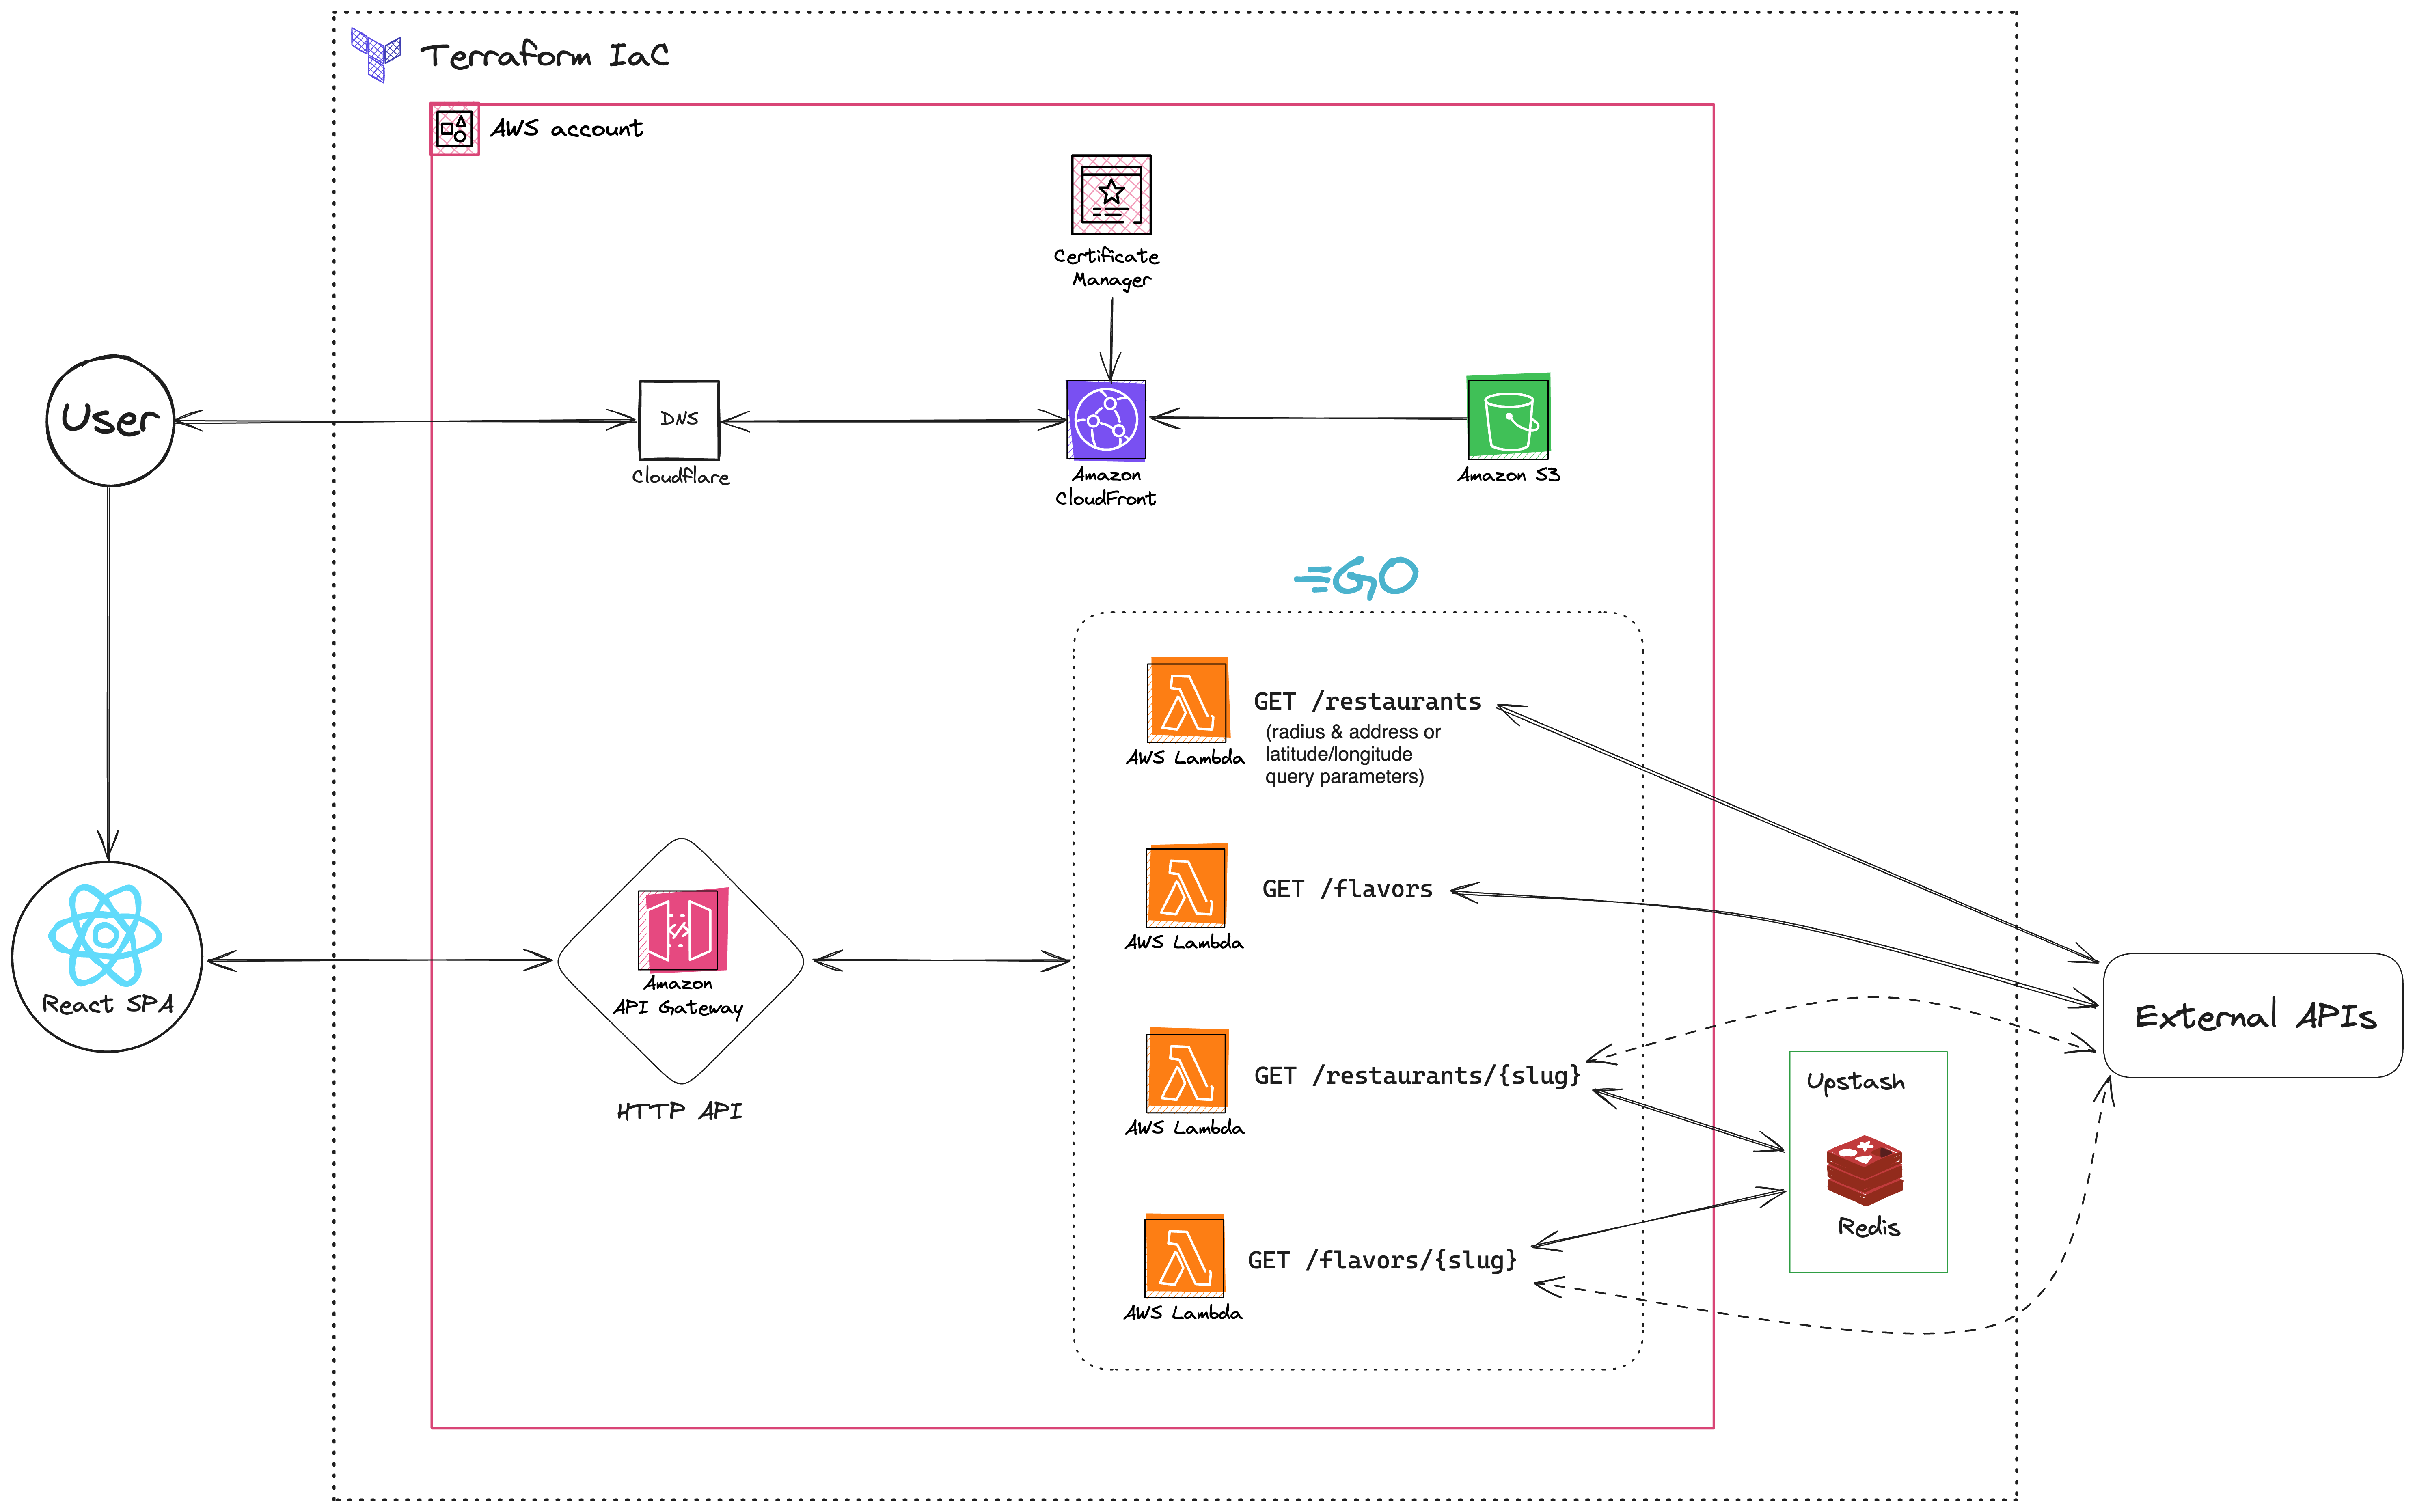 Terraform IaC
AWS account
Certificate
Manager
User
DNS
Cloudflare
Amazon
CloudFront
Amazon S3
GO
GET /restaurants
(radius & address or
latitude/longitude
query parameters)
AWS Lambda
GET /flavors
AWS Lambda
React SPA
Amazon
API Gateway
HTTP API
External APIs
GET /restaurants/{slug}
AWS Lambda
Upstash
Redis
GET /flavors/{slug}
AWS Lambda